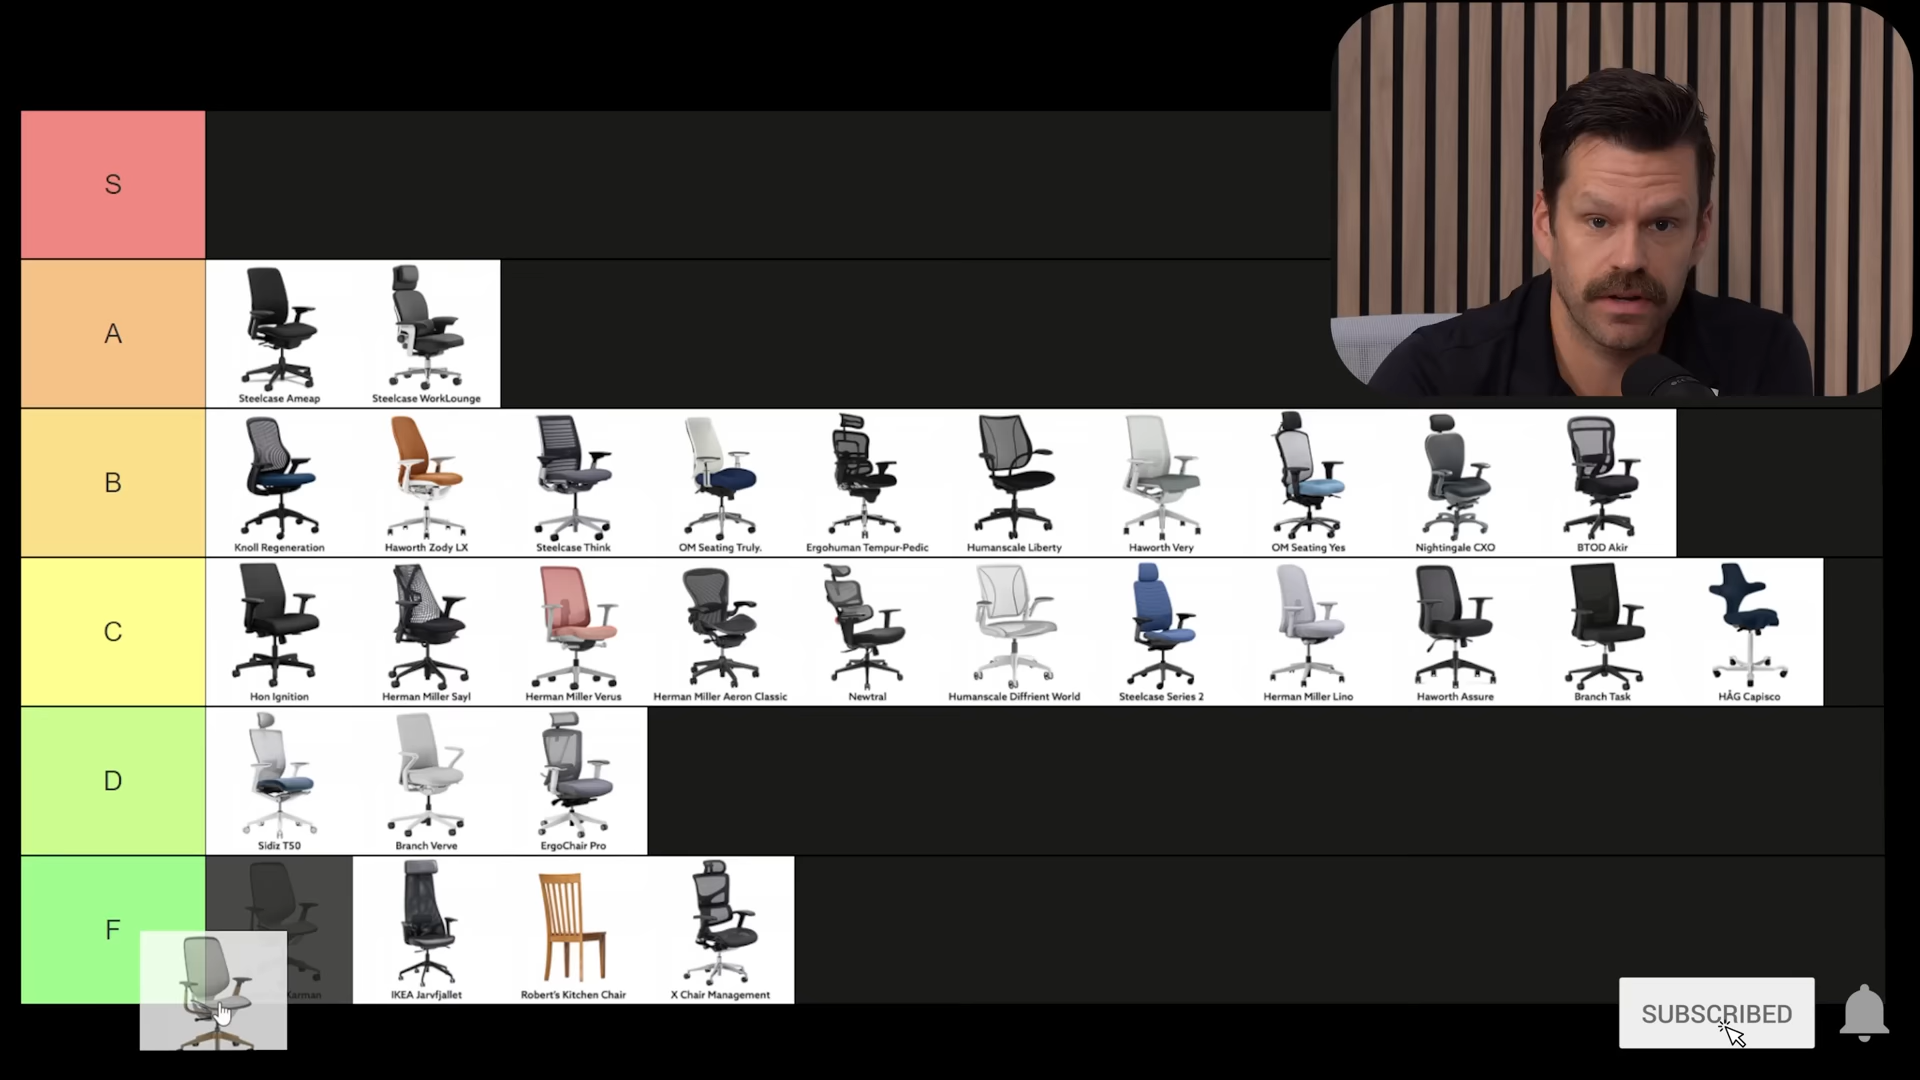 S
A
Steelcase Ameap
Steelcase WorkLounge
B
Knoll Regeneration
Haworth Zody LX
Steelcase Think
OM Seating Truly.
Ergohuman Tempur-Pedic
Humanscale Liberty
Haworth Very
OM Seating Yes
Nightingale CXO
BTOD Akir
C
Hon Ignition
Herman Miller Sayl
Herman Miller Verus
Herman Miller Aeron Classic
Newtral
Humanscale Diffrient World
Steelcase Series 2
Herman Miller Lino
Haworth Assure
Branch Task
HÅG Capisco
D
Sidiz T50
Branch Verve
ErgoChair Pro
F
Karman
IKEA Jarvfjallet
Robert's Kitchen Chair
X Chair Management
SUBSCRIBED